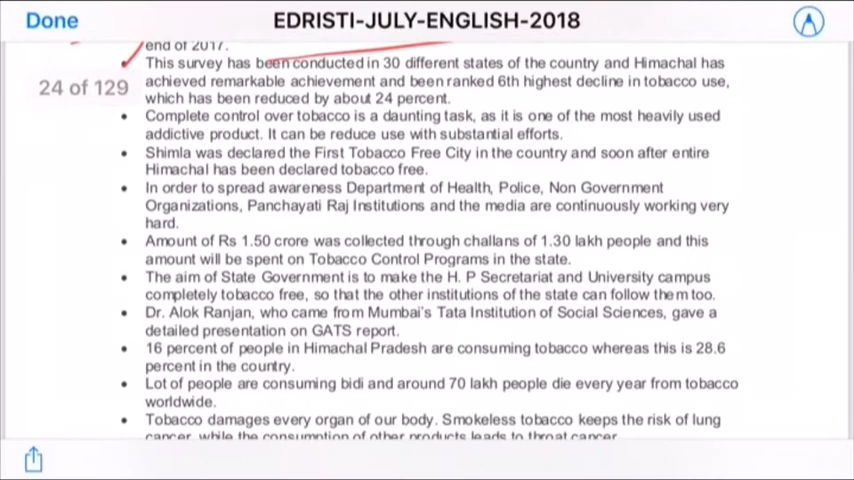 Done
EDRISTI-JULY-ENGLISH-2018
end of 2017.
24 of 129
• This survey has been conducted in 30 different states of the country and Himachal has
achieved remarkable achievement and been ranked 6th highest decline in tobacco use,
which has been reduced by about 24 percent.
• Complete control over tobacco is a daunting task, as it is one of the most heavily used
addictive product. It can be reduce use with substantial efforts.
• Shimla was declared the First Tobacco Free City in the country and soon after entire
Himachal has been declared tobacco free.
• In order to spread awareness Department of Health, Police, Non Government
Organizations, Panchayati Raj Institutions and the media are continuously working very
hard.
• Amount of Rs 1.50 crore was collected through challans of 1.30 lakh people and this
amount will be spent on Tobacco Control Programs in the state.
• The aim of State Government is to make the H. P Secretariat and University campus
completely tobacco free, so that the other institutions of the state can follow them too.
• Dr. Alok Ranjan, who came from Mumbai's Tata Institution of Social Sciences, gave a
detailed presentation on GATS report.
• 16 percent of people in Himachal Pradesh are consuming tobacco whereas this is 28.6
percent in the country.
• Lot of people are consuming bidi and around 70 lakh people die every year from tobacco
worldwide.
• Tobacco damages every organ of our body. Smokeless tobacco keeps the risk of lung
cancer, while the consumption of other products leads to throat cancer.